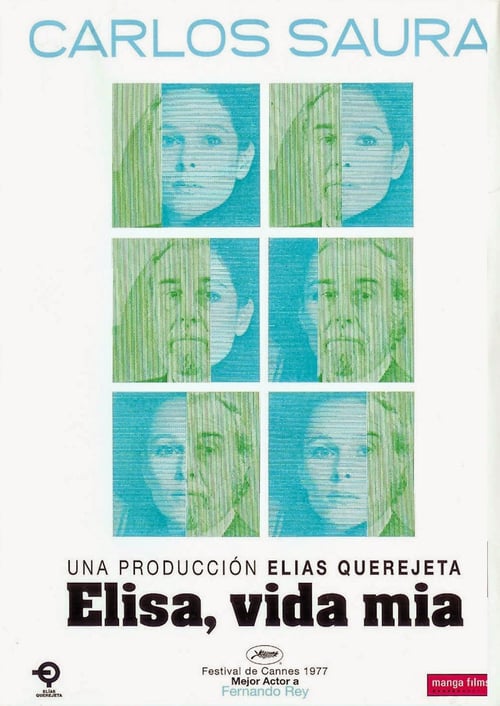 CARLOS SAURA
UNA PRODUCCIÓN ELIAS QUEREJETA
Elisa, vida mia
ELÍAS
QUEREJETA
Festival de Cannes 1977
Mejor Actor a
Fernando Rey
manga films